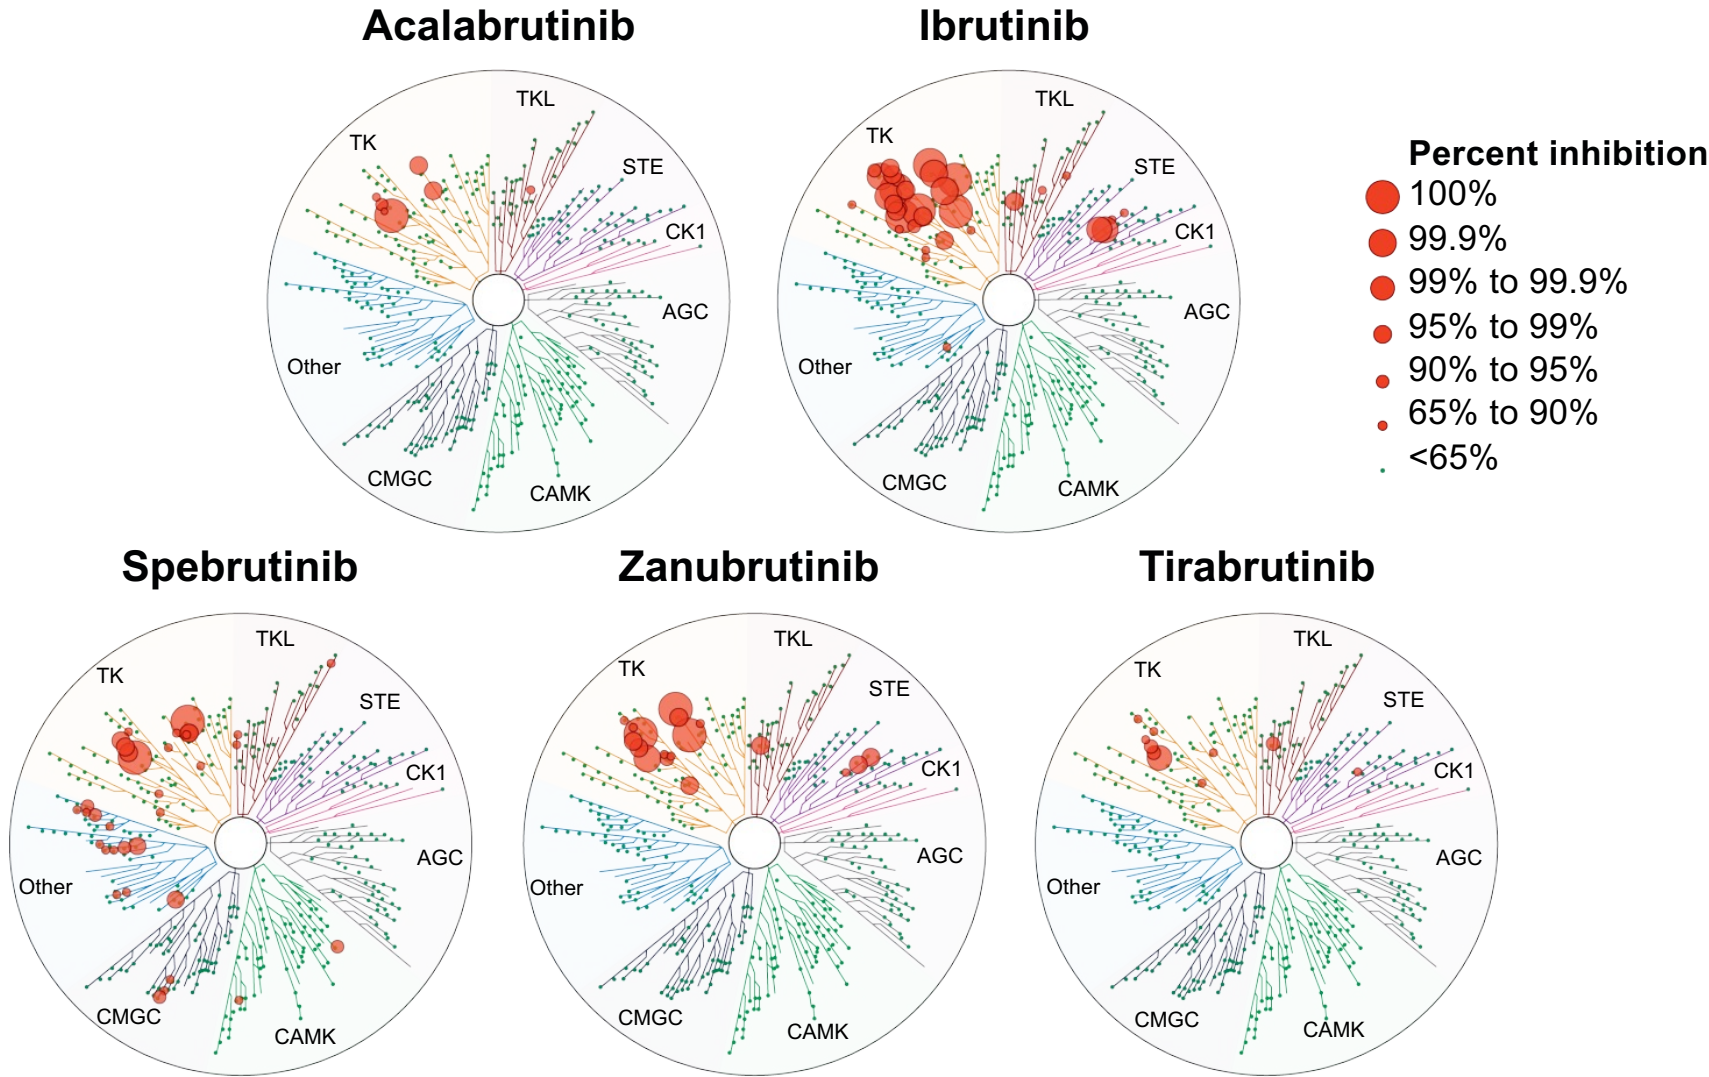 Acalabrutinib
Ibrutinib
TKL
TK
STE
CK1
AGC
Other
CMGC
CAMK
TKL
TK
STE
CK1
AGC
Other
CMGC
CAMK
Percent inhibition
100%
99.9%
99% to 99.9%
95% to 99%
90% to 95%
65% to 90%
<65%
Spebrutinib
Zanubrutinib
Tirabrutinib
TKL
TK
STE
CK1
AGC
Other
CMGC
CAMK
TKL
TK
STE
CK1
AGC
Other
CMGC
CAMK
TKL
TK
STE
CK1
AGC
Other
CMGC
CAMK